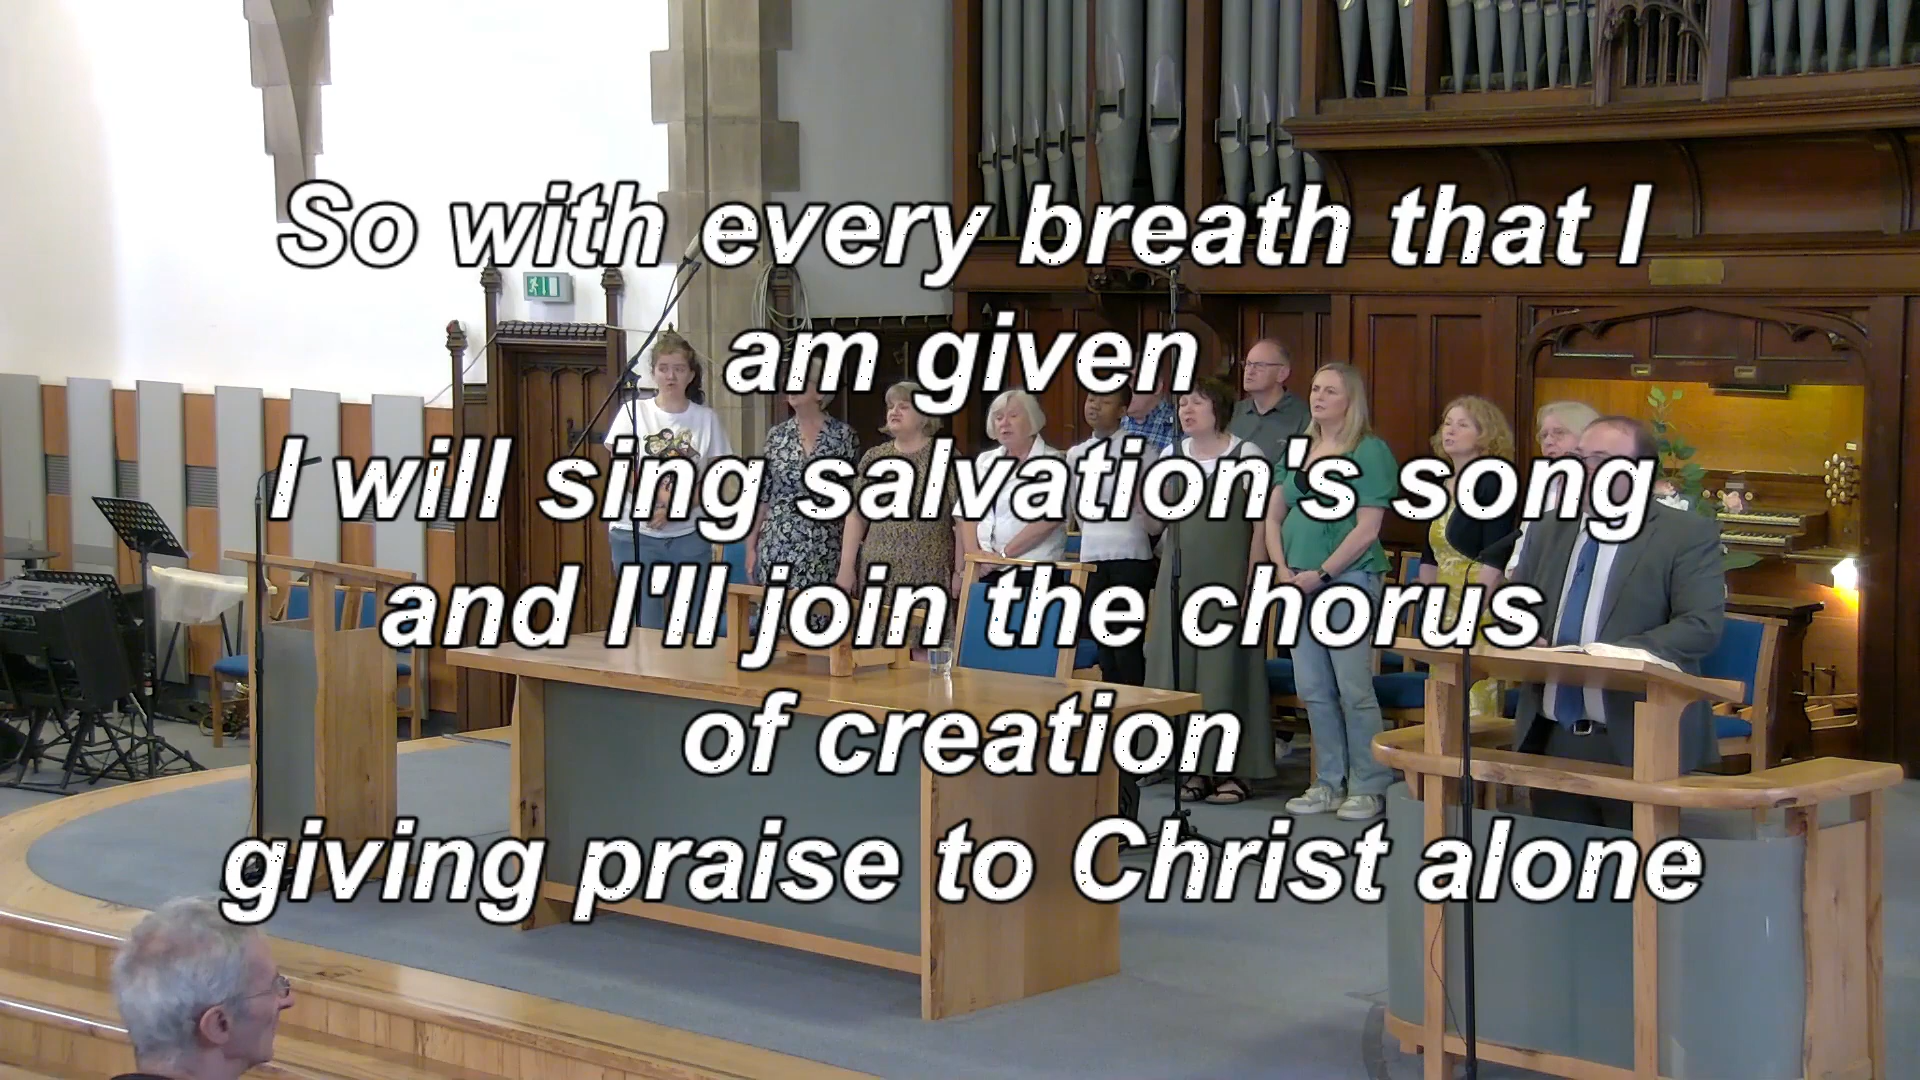 So with every breath that I
am given
I will sing salvation's song
and I'll join the chorus
of creation
giving praise to Christ alone